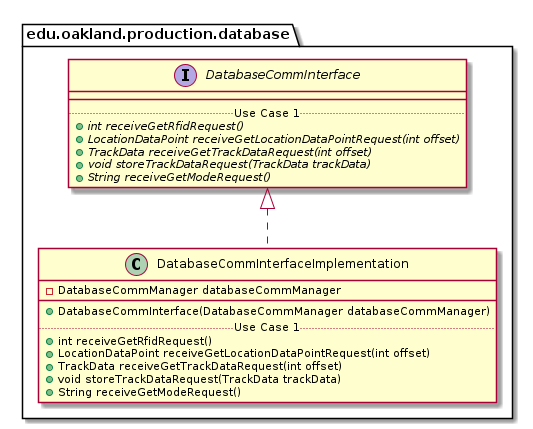 edu.oakland.production.database
I DatabaseCommInterface
Use Case 1
int receiveGetRfidRequest()
LocationDataPoint receiveGetLocationDataPointRequest(int offset)
TrackData receiveGetTrackDataRequest(int offset)
void storeTrackDataRequest(TrackData trackData)
String receiveGetModeRequest()
C DatabaseCommInterfaceImplementation
DatabaseCommManager databaseCommManager
DatabaseCommInterface(DatabaseCommManager databaseCommManager)
Use Case 1
int receiveGetRfidRequest()
LocationDataPoint receiveGetLocationDataPointRequest(int offset)
TrackData receiveGetTrackDataRequest(int offset)
void storeTrackDataRequest(TrackData trackData)
String receiveGetModeRequest()